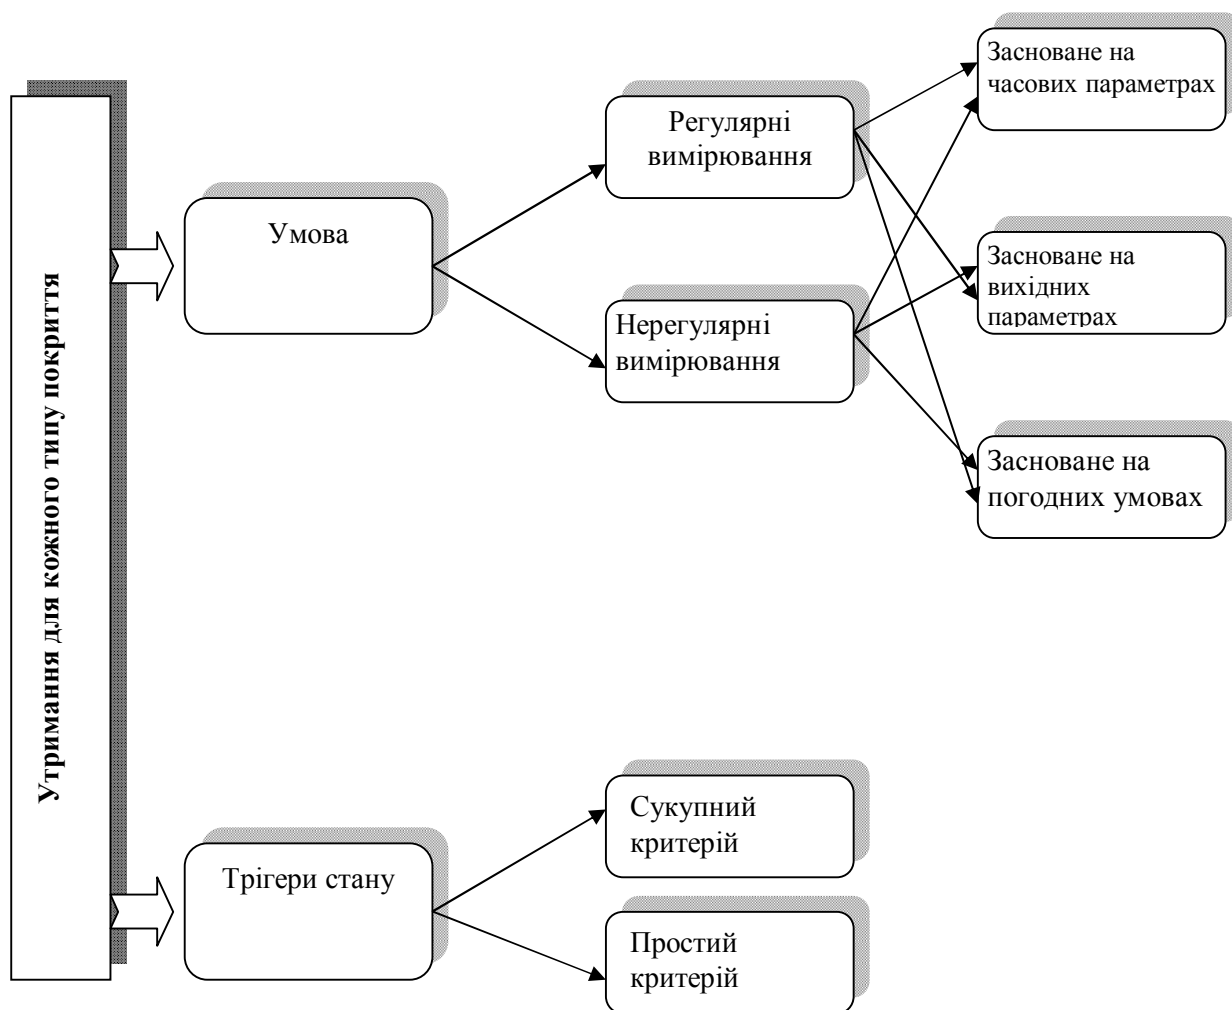 Утримання для кожного типу покриття
Умова
Регулярні
вимірювання
Нерегулярні
вимірювання
Засноване на
часових параметрах
Засноване на
вихідних
параметрах
Засноване на
погодних умовах
Трігери стану
Сукупний
критерій
Простий
критерій